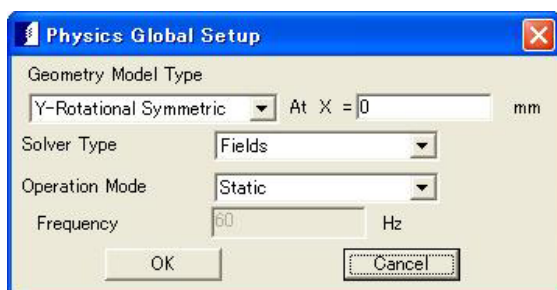 Physics Global Setup
Geometry Model Type
Y-Rotational Symmetric At X = 0 mm
Solver Type Fields
Operation Mode Static
Frequency 60 Hz
OK Cancel